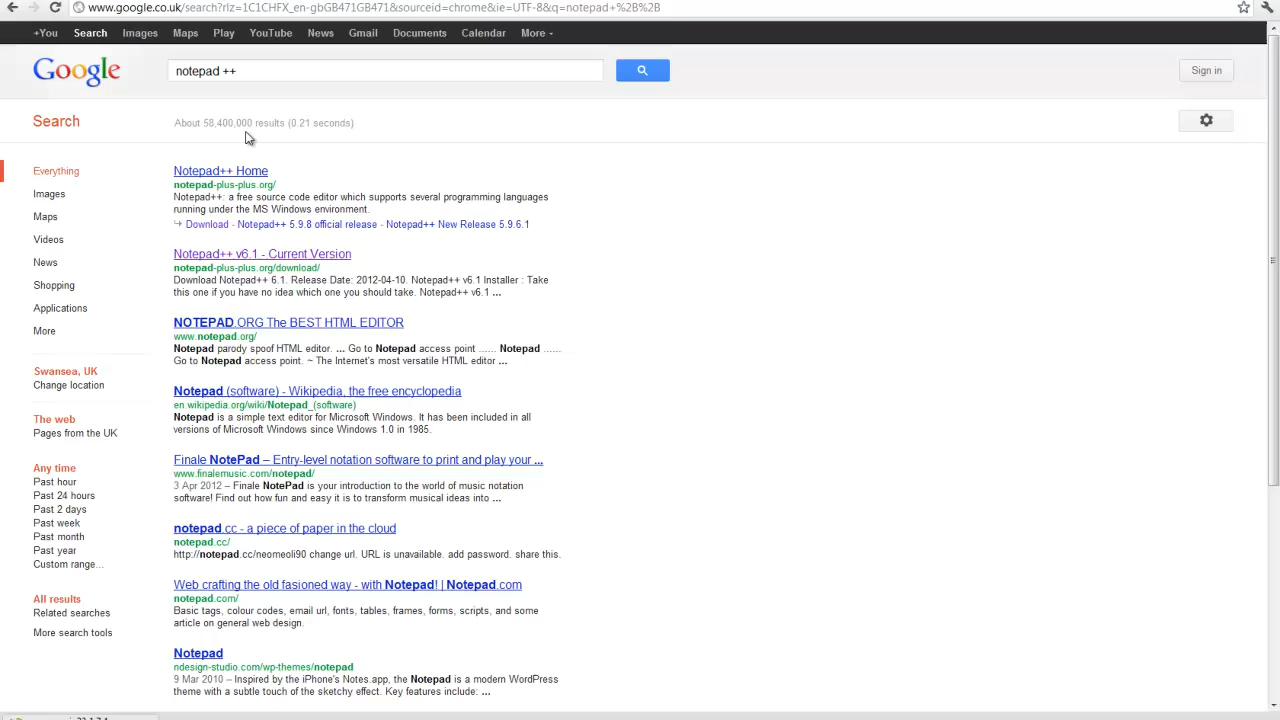 www.google.co.uk/search?rlz=1C1CHFX_en-gbGB471GB471&sourceid=chrome&ie=UTF-8&q=notepad+%2B%2B
+You Search Images Maps Play YouTube News Gmail Documents Calendar More
Google notepad ++ Sign in
Search About 58,400,000 results (0.21 seconds)
Everything
Images
Maps
Videos
News
Shopping
Applications
More
Swansea, UK
Change location
The web
Pages from the UK
Any time
Past hour
Past 24 hours
Past 2 days
Past week
Past month
Past year
Custom range...
All results
Related searches
More search tools
Notepad++ Home
notepad-plus-plus.org/
Notepad++: a free source code editor which supports several programming languages
running under the MS Windows environment.
Download - Notepad++ 5.9.8 official release - Notepad++ New Release 5.9.6.1
Notepad++ v6.1 - Current Version
notepad-plus-plus.org/download/
Download Notepad++ 6.1. Release Date: 2012-04-10. Notepad++ v6.1 Installer : Take
this one if you have no idea which one you should take. Notepad++ v6.1 ...
NOTEPAD.ORG The BEST HTML EDITOR
www.notepad.org/
Notepad parody spoof HTML editor. ... Go to Notepad access point ...... Notepad ......
Go to Notepad access point. ~ The Internet's most versatile HTML editor ...
Notepad (software) - Wikipedia, the free encyclopedia
en.wikipedia.org/wiki/Notepad_(software)
Notepad is a simple text editor for Microsoft Windows. It has been included in all
versions of Microsoft Windows since Windows 1.0 in 1985.
Finale NotePad – Entry-level notation software to print and play your ...
www.finalemusic.com/notepad/
3 Apr 2012 – Finale NotePad is your introduction to the world of music notation
software! Find out how fun and easy it is to transform musical ideas into ...
notepad.cc - a piece of paper in the cloud
notepad.cc/
http://notepad.cc/neomeoli90 change url. URL is unavailable. add password. share this.
Web crafting the old fasioned way - with Notepad! | Notepad.com
notepad.com/
Basic tags, colour codes, email url, fonts, tables, frames, forms, scripts, and some
article on general web design.
Notepad
ndesign-studio.com/wp-themes/notepad
9 Mar 2010 – Inspired by the iPhone's Notes.app, the Notepad is a modern WordPress
theme with a subtle touch of the sketchy effect. Key features include: ...